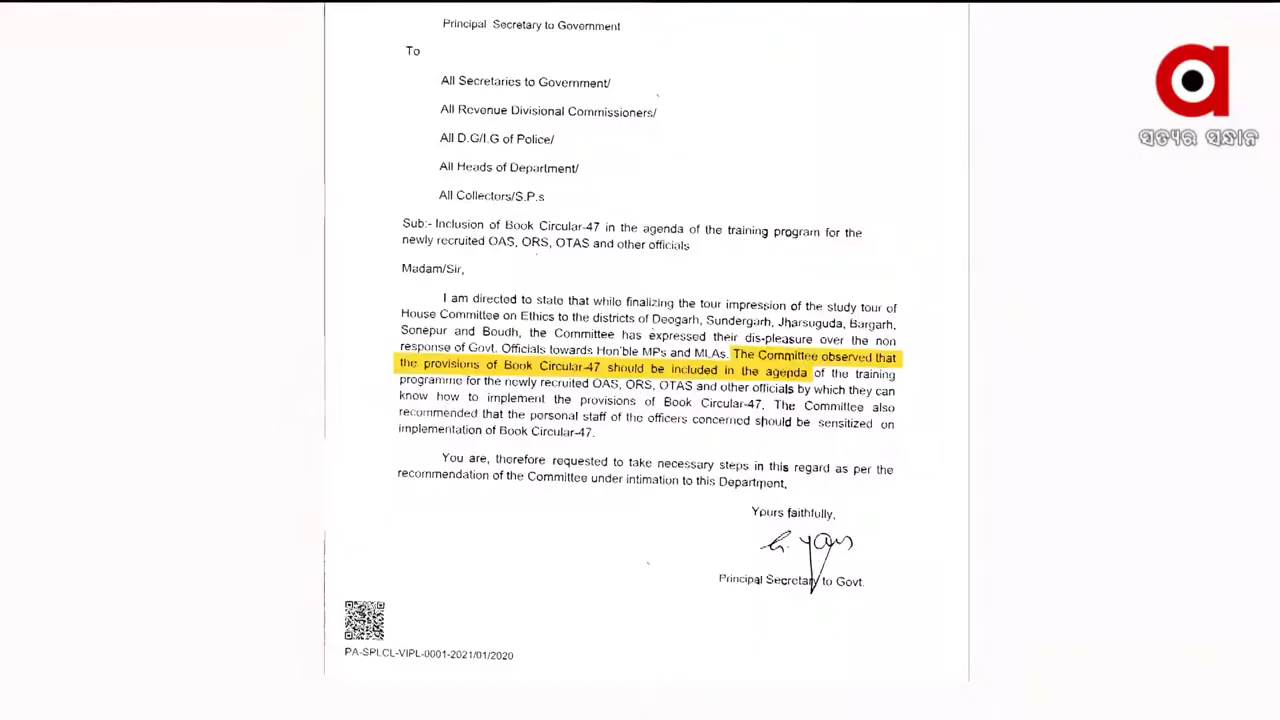 Principal Secretary to Government
To
All Secretaries to Government/
All Revenue Divisional Commissioners/
All D.G/I.G of Police/
All Heads of Department/
All Collectors/S.P.s
Sub:- Inclusion of Book Circular-47 in the agenda of the training program for the
newly recruited OAS, ORS, OTAS and other officials
Madam/Sir,
I am directed to state that while finalizing the tour impression of the study tour of
House Committee on Ethics to the districts of Deogarh, Sundergarh, Jharsuguda, Bargarh,
Sonepur and Boudh, the Committee has expressed their dis-pleasure over the non
response of Govt. Officials towards Hon'ble MPs and MLAs. The Committee observed that
the provisions of Book Circular-47 should be included in the agenda of the training
programme for the newly recruited OAS, ORS, OTAS and other officials by which they can
know how to implement the provisions of Book Circular-47. The Committee also
recommended that the personal staff of the officers concerned should be sensitized on
implementation of Book Circular-47.
You are, therefore requested to take necessary steps in this regard as per the
recommendation of the Committee under intimation to this Department.
Yours faithfully,
Principal Secretary to Govt.
PA-SPLCL-VIPL-0001-2021/01/2020
ସତ୍ୟର ସନ୍ଧାନ